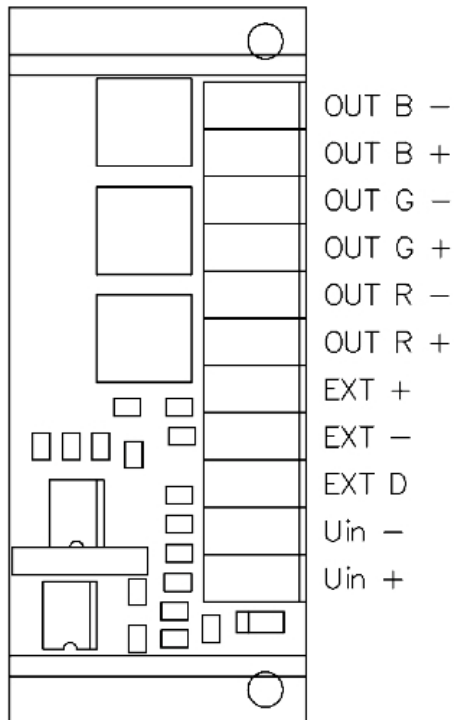 OUT B –
OUT B +
OUT G –
OUT G +
OUT R –
OUT R +
EXT +
EXT –
EXT D
Uin –
Uin +